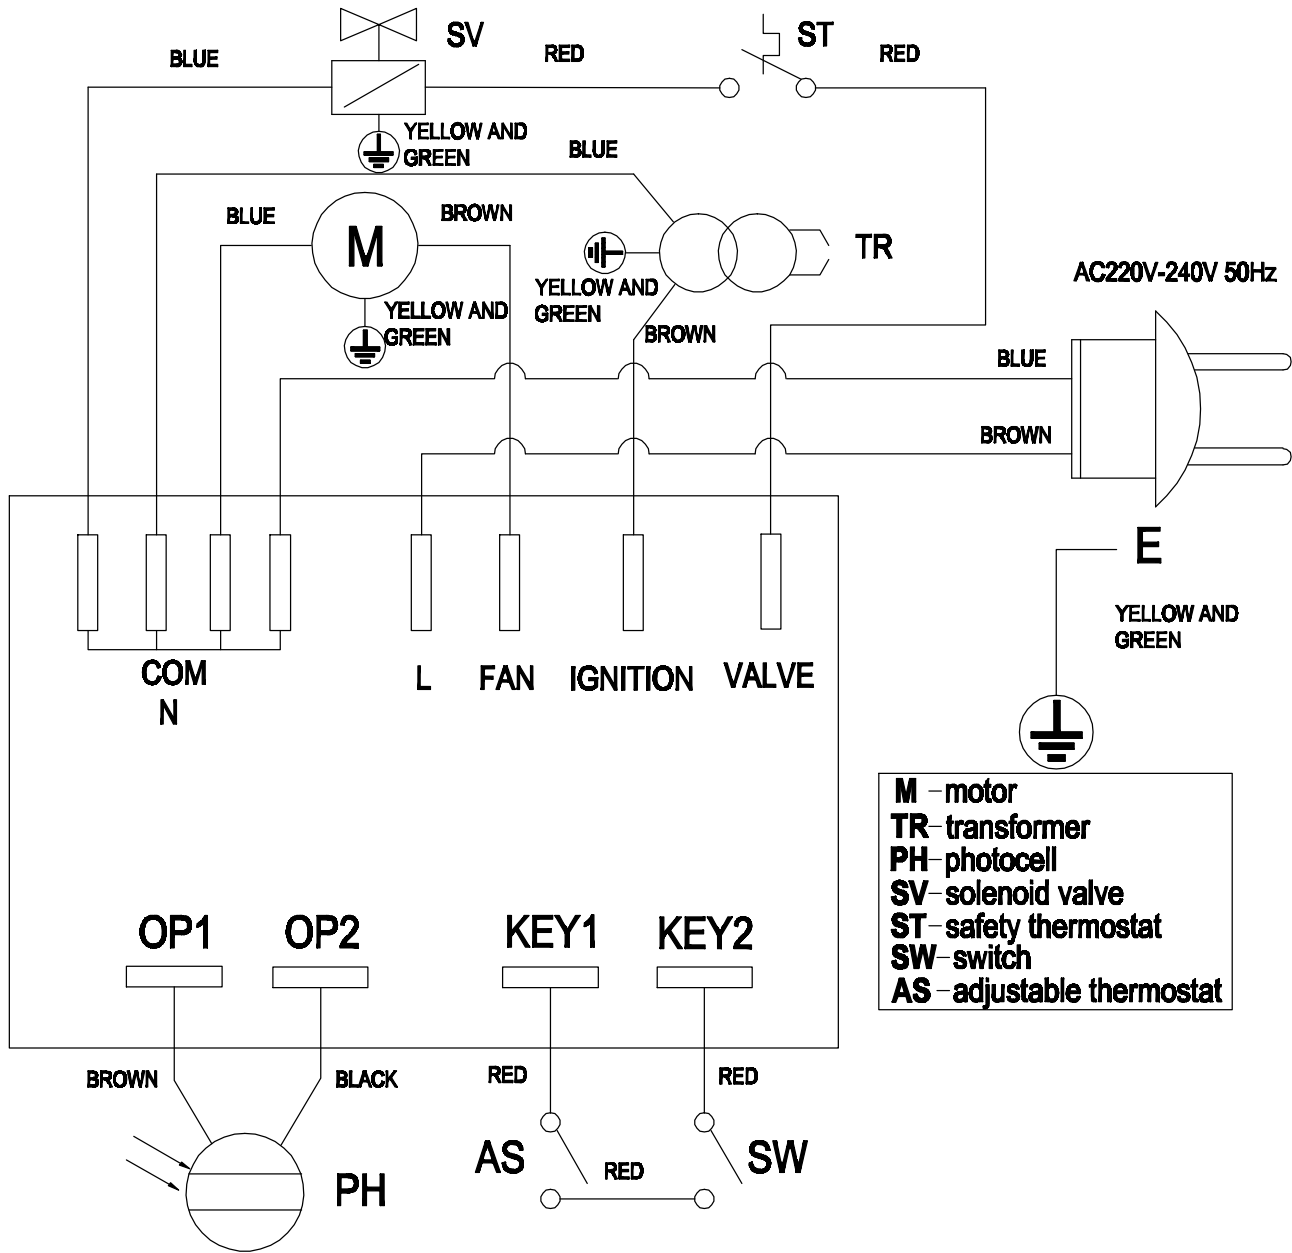 SV
ST
BLUE
RED
RED
YELLOW AND
GREEN
BLUE
BLUE
BROWN
M
TR
YELLOW AND
GREEN
YELLOW AND
GREEN
BROWN
AC220V-240V 50Hz
BLUE
BROWN
E
YELLOW AND
GREEN
COM
N
L
FAN
IGNITION
VALVE
M-motor
TR-transformer
PH-photocell
SV-solenoid valve
ST-safety thermostat
SW-switch
AS-adjustable thermostat
OP1
OP2
KEY1
KEY2
BROWN
BLACK
RED
RED
PH
AS
RED
SW